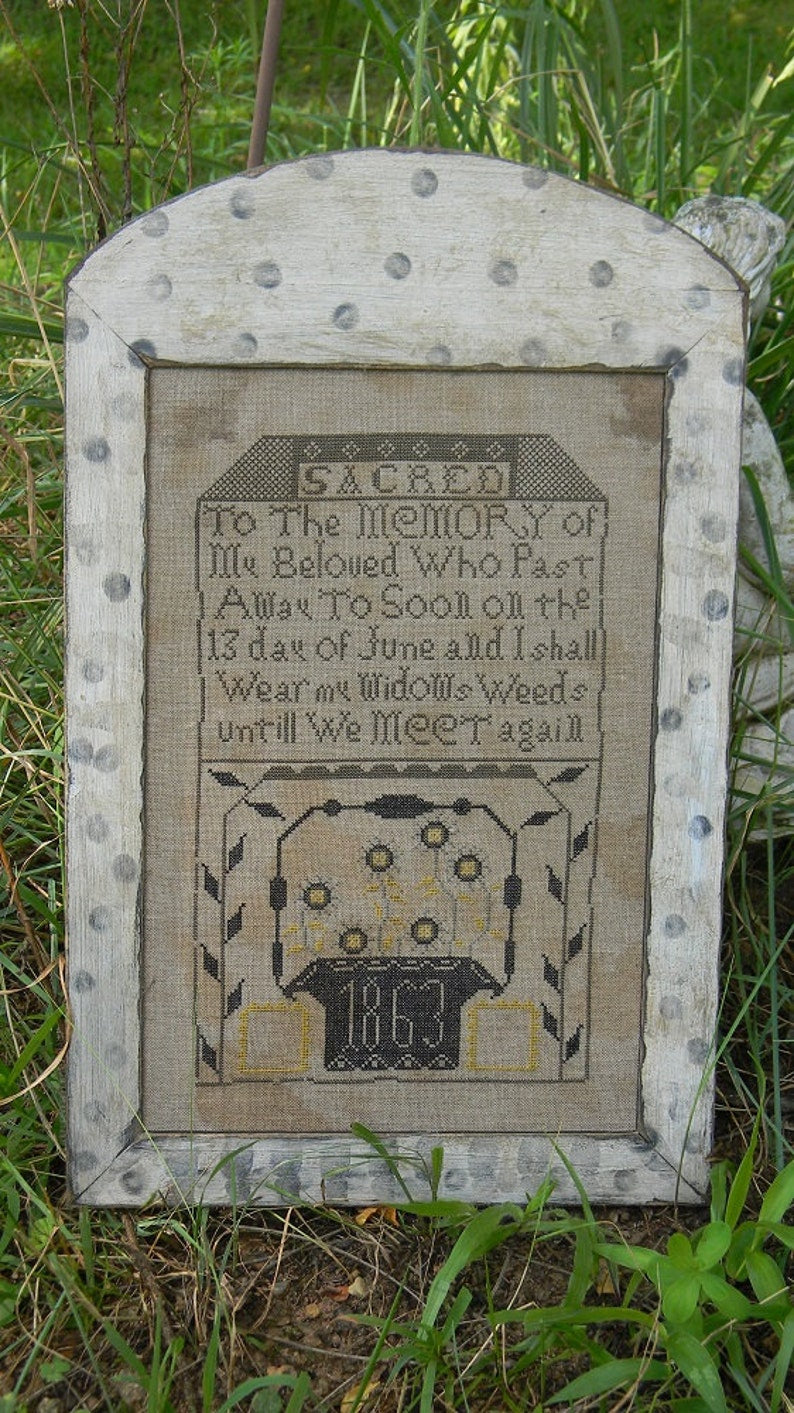 SACRED
To The MEMORY of
My Beloved Who Past
Away To Soon on the
13 day of June and I shall
Wear my Widows Weeds
untill We MEET again
1863